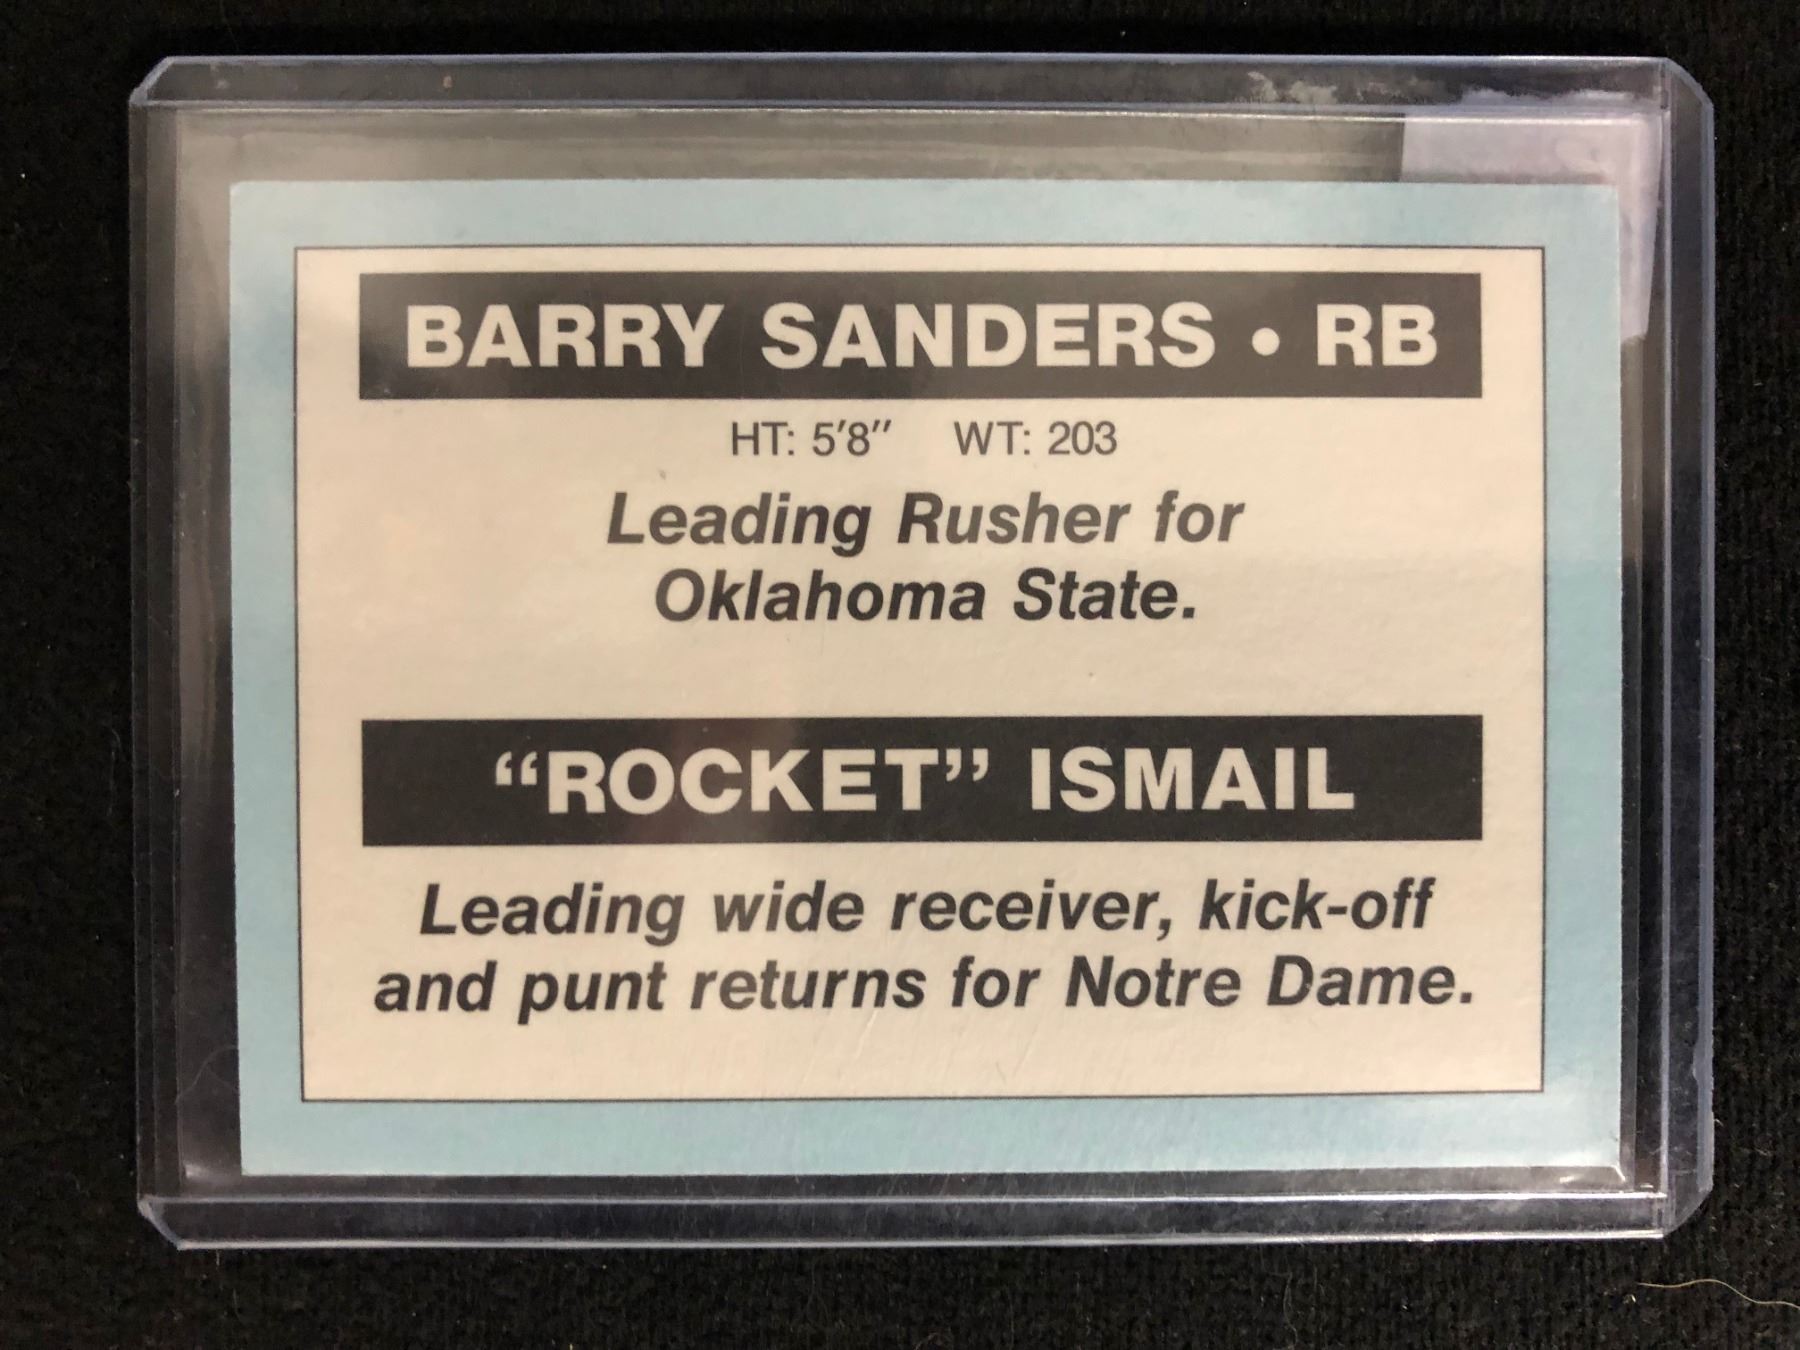 BARRY SANDERS • RB
HT: 5'8" WT: 203
Leading Rusher for
Oklahoma State.
“ROCKET” ISMAIL
Leading wide receiver, kick-off
and punt returns for Notre Dame.